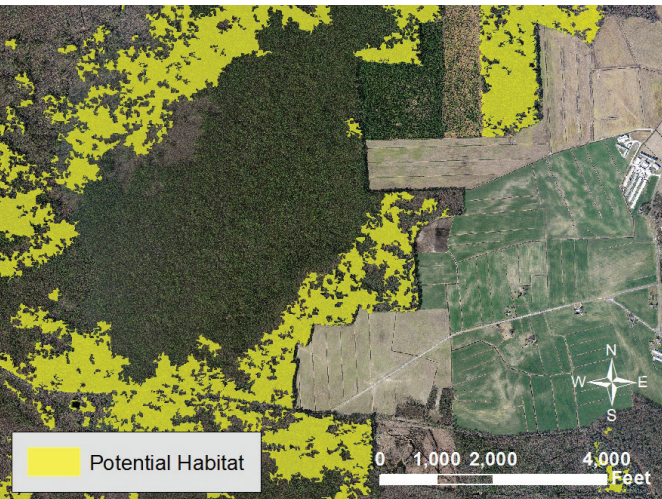 N
W E
S
Potential Habitat
0 1,000 2,000 4,000
Feet